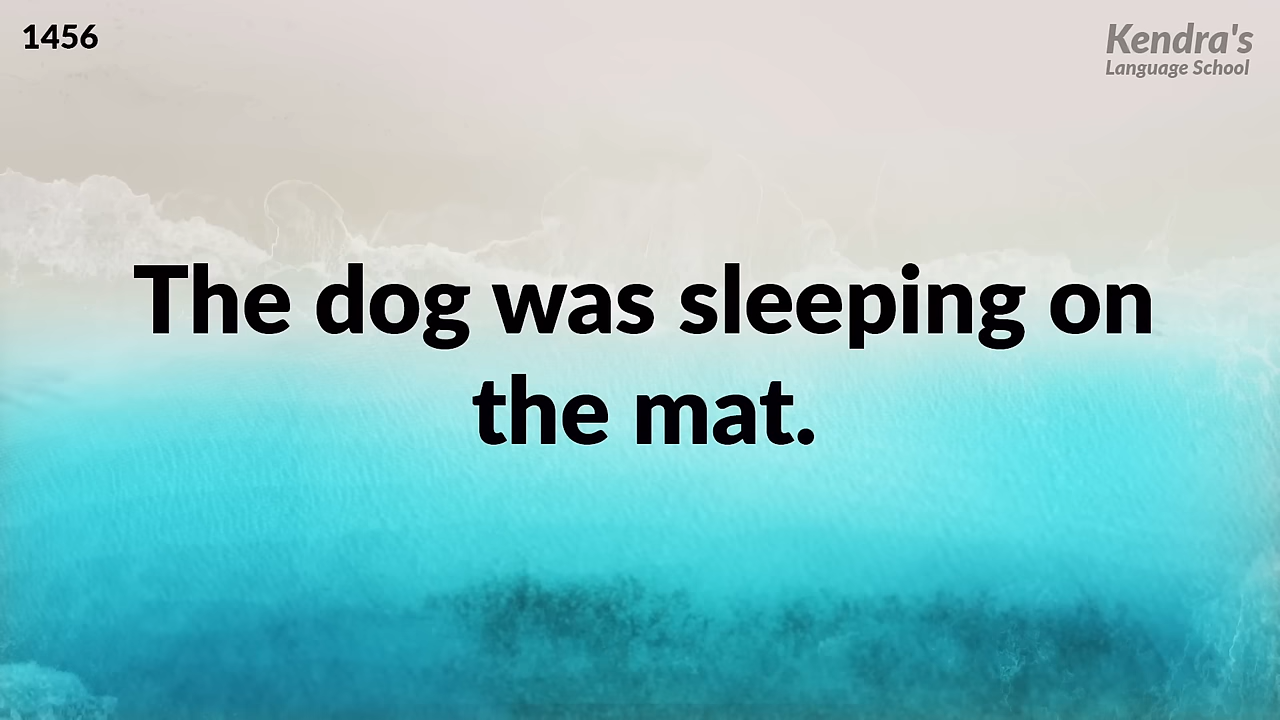 1456
Kendra's
Language School
The dog was sleeping on
the mat.